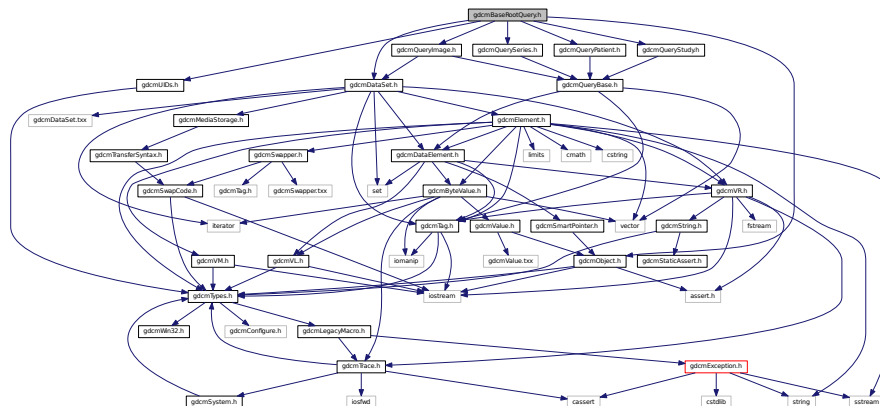 gdcmBaseRootQuery.h
gdcmQueryImage.h
gdcmQuerySeries.h
gdcmQueryPatient.h
gdcmQueryStudy.h
gdcmUIDs.h
gdcmDataSet.h
gdcmQueryBase.h
gdcmDataSet.txx
gdcmMediaStorage.h
gdcmElement.h
gdcmTransferSyntax.h
gdcmSwapper.h
gdcmDataElement.h
limits
cmath
cstring
gdcmSwapCode.h
gdcmTag.h
gdcmSwapper.txx
set
gdcmByteValue.h
gdcmVR.h
iterator
gdcmTag.h
gdcmValue.h
gdcmSmartPointer.h
vector
gdcmString.h
fstream
gdcmVM.h
gdcmVL.h
iomanip
gdcmValue.txx
gdcmObject.h
gdcmStaticAssert.h
gdcmTypes.h
iostream
assert.h
gdcmWin32.h
gdcmConfigure.h
gdcmLegacyMacro.h
gdcmTrace.h
gdcmException.h
gdcmSystem.h
iosfwd
cassert
cstdlib
string
sstream